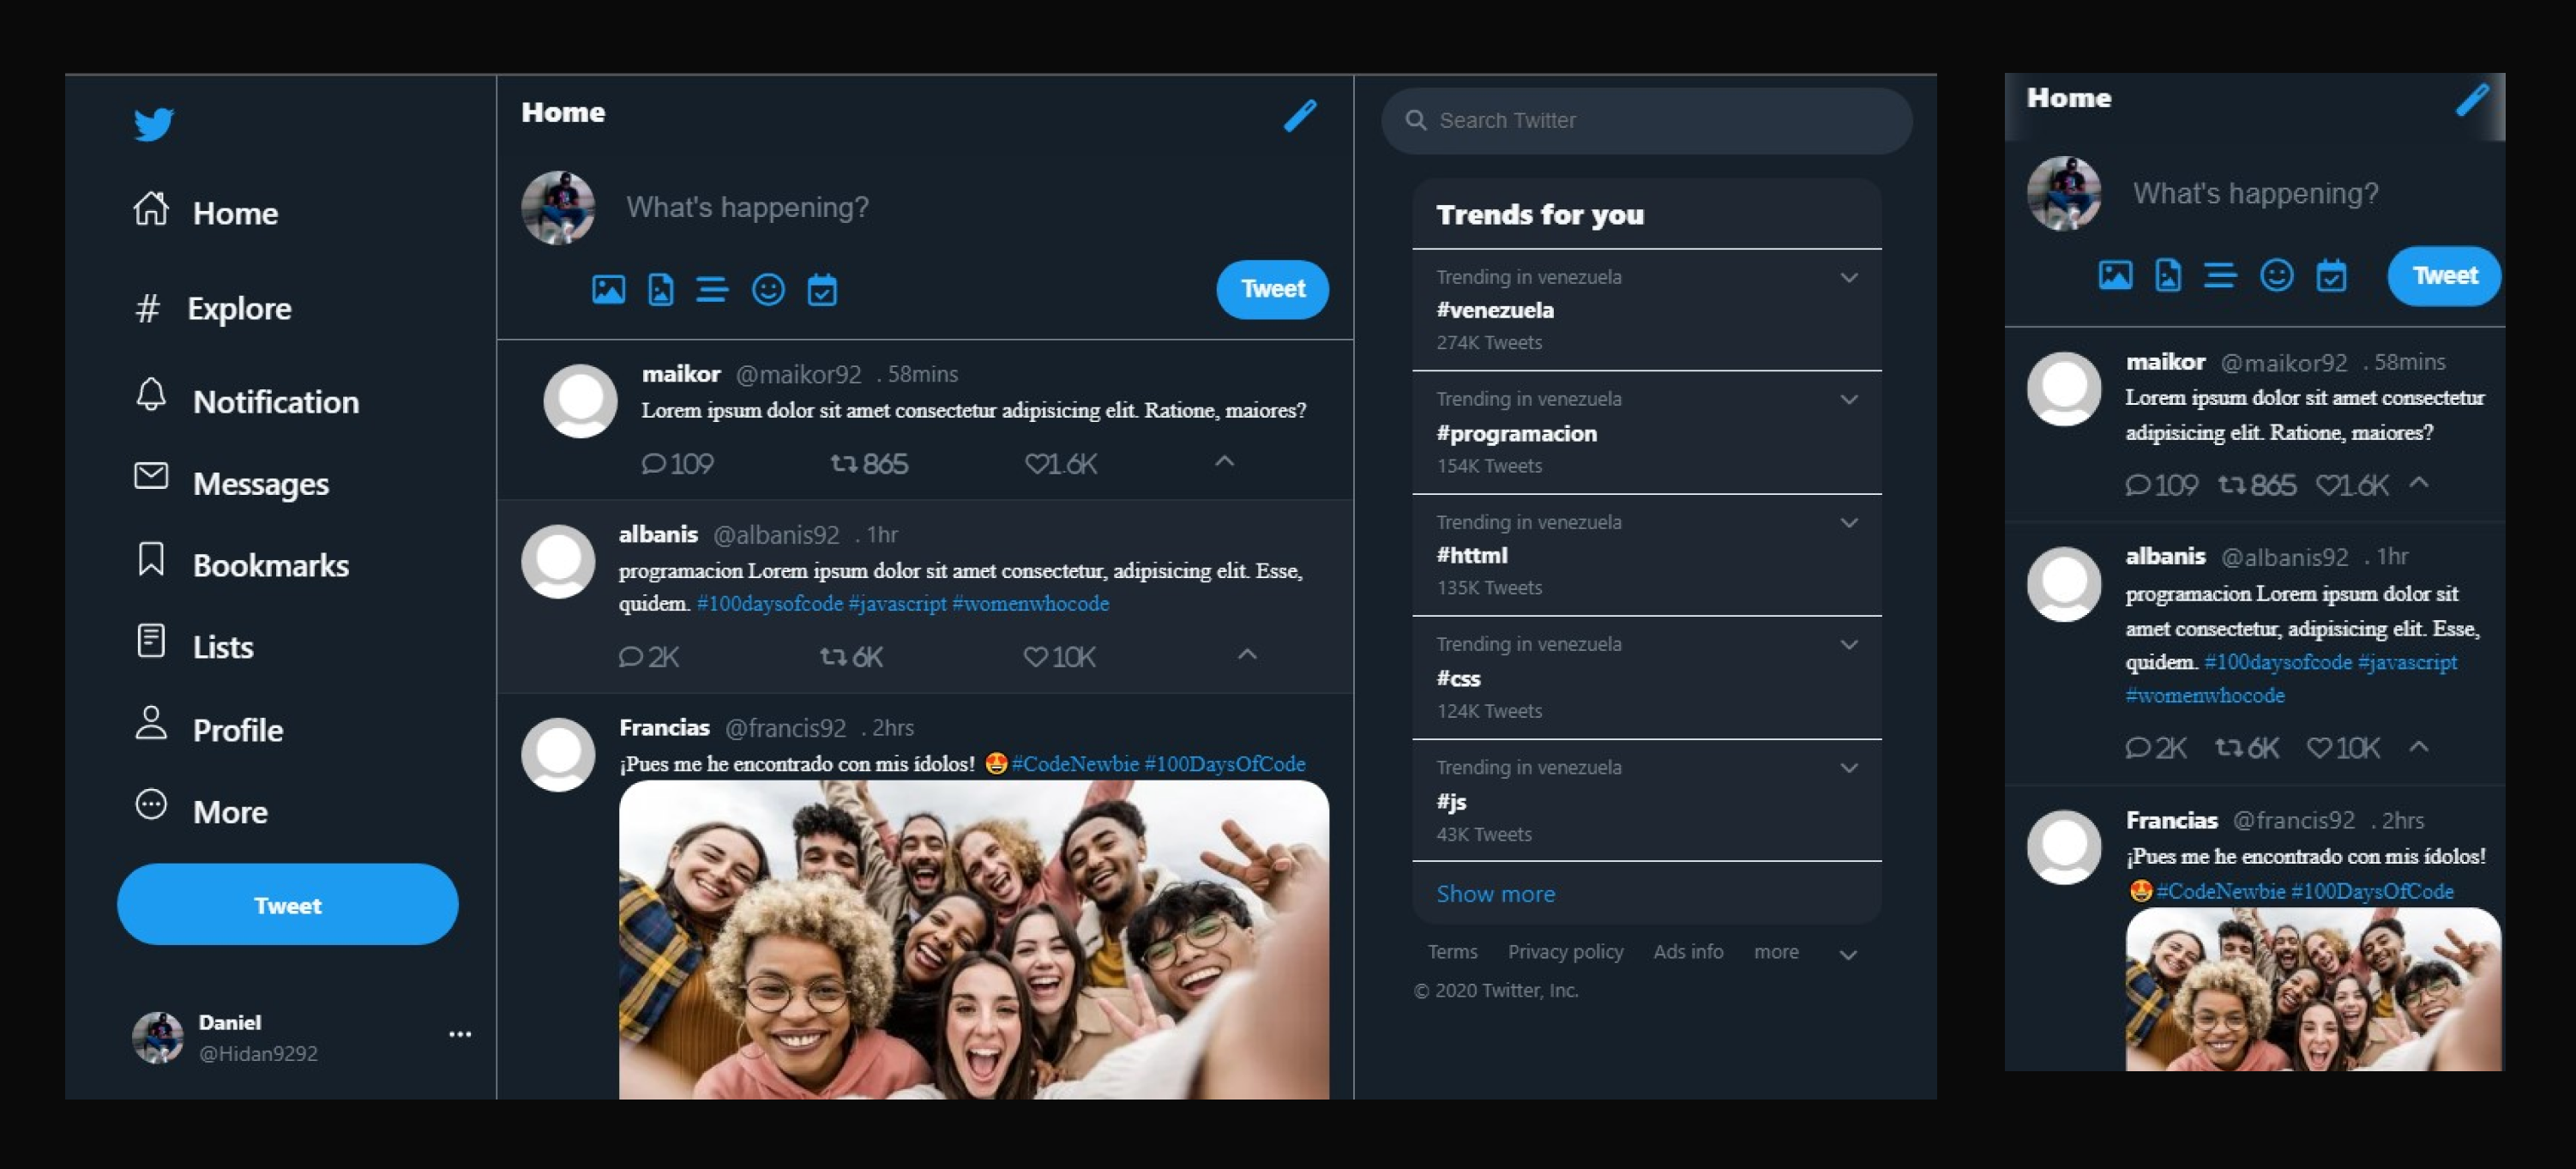 Home
Explore
Notification
Messages
Bookmarks
Lists
Profile
More
Tweet
Daniel
@Hidan9292
Home
What's happening?
Tweet
maikor @maikor92 . 58mins
Lorem ipsum dolor sit amet consectetur adipisicing elit. Ratione, maiores?
109 865 1.6K
albanis @albanis92 . 1hr
programacion Lorem ipsum dolor sit amet consectetur, adipisicing elit. Esse,
quidem. #100daysofcode #javascript #womenwhocode
2K 6K 10K
Francias @francis92 . 2hrs
¡Pues me he encontrado con mis ídolos! 🤩 #CodeNewbie #100DaysOfCode
Search Twitter
Trends for you
Trending in venezuela
#venezuela
274K Tweets
Trending in venezuela
#programacion
154K Tweets
Trending in venezuela
#httml
135K Tweets
Trending in venezuela
#css
124K Tweets
Trending in venezuela
#js
43K Tweets
Show more
Terms Privacy policy Ads info more
© 2020 Twitter, Inc.
Home
What's happening?
Tweet
maikor @maikor92 . 58mins
Lorem ipsum dolor sit amet consectetur
adipisicing elit. Ratione, maiores?
109 865 1.6K
albanis @albanis92 . 1hr
programacion Lorem ipsum dolor sit
amet consectetur, adipisicing elit. Esse,
quidem. #100daysofcode #javascript
#womenwhocode
2K 6K 10K
Francias @francis92 . 2hrs
¡Pues me he encontrado con mis ídolos!
🤩 #CodeNewbie #100DaysOfCode